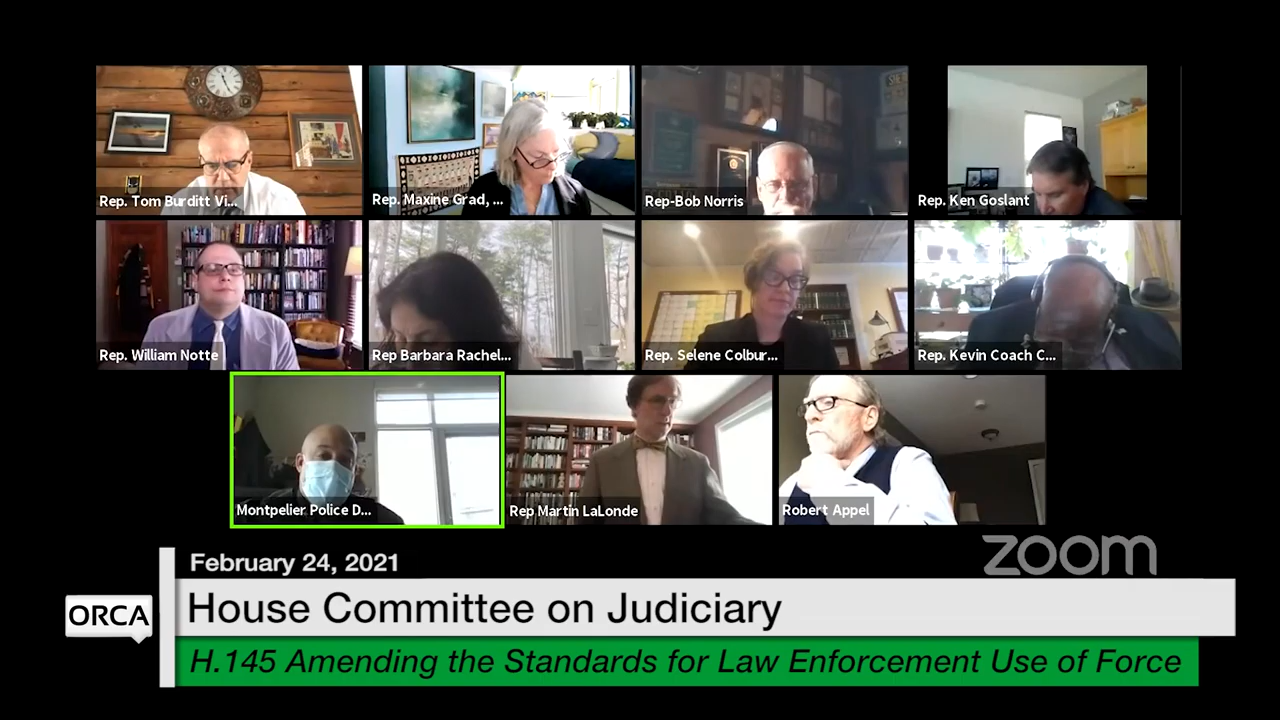 Rep. Tom Burditt Vi...
Rep. Maxine Grad, ...
Rep-Bob Norris
Rep. Ken Goslant
Rep. William Notte
Rep Barbara Rachel...
Rep. Selene Colbur...
Rep. Kevin Coach C...
Montpelier Police D...
Rep Martin LaLonde
Robert Appel
zoom
February 24, 2021
ORCA
House Committee on Judiciary
H.145 Amending the Standards for Law Enforcement Use of Force